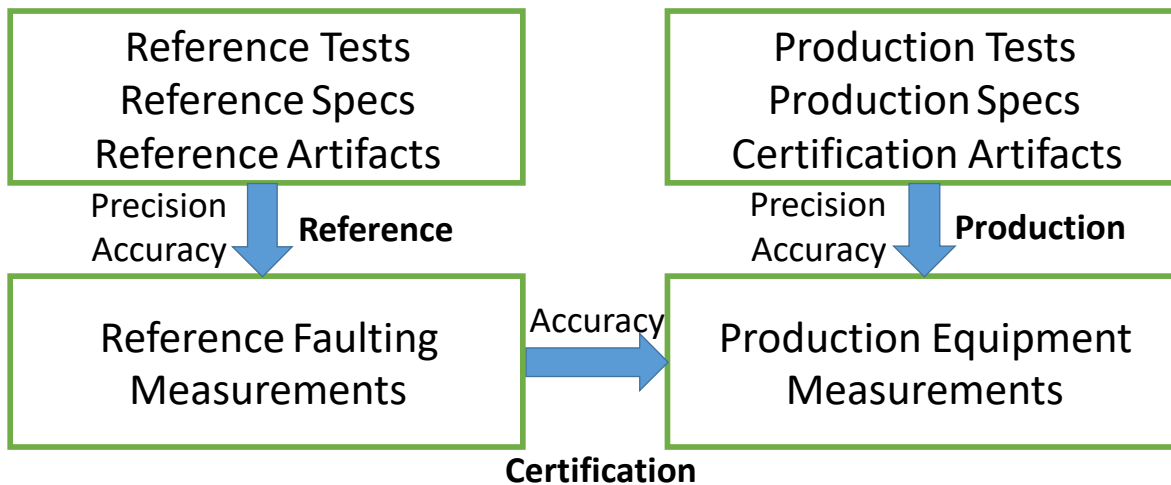 Reference Tests
Reference Specs
Reference Artifacts
Production Tests
Production Specs
Certification Artifacts
Precision
Accuracy
Reference
Precision
Accuracy
Production
Reference Faulting
Measurements
Accuracy
Production Equipment
Measurements
Certification